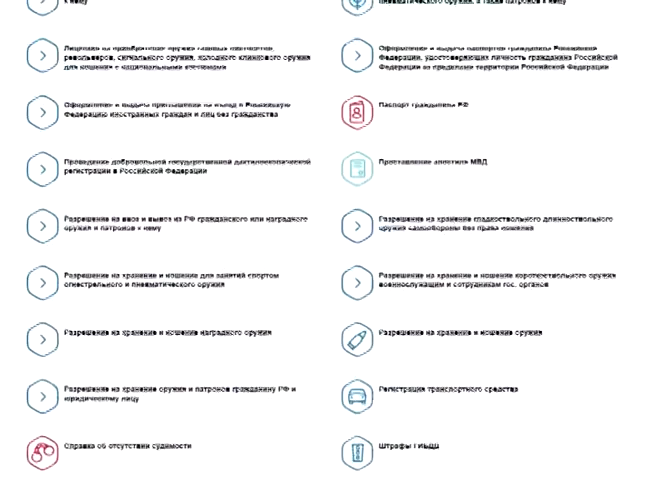 к нему
пневматического оружия, а также патронов к нему
Лицензия на приобретение оружия газовых пистолетов,
револьверов, сигнального оружия, холодного клинкового оружия
для ношения с национальными костюмами
Оформление и выдача паспортов гражданина Российской
Федерации, удостоверяющих личность гражданина Российской
Федерации за пределами территории Российской Федерации
Оформление и выдача приглашения на въезд в Российскую
Федерацию иностранных граждан и лиц без гражданства
Паспорт гражданина РФ
Проведение добровольной государственной дактилоскопической
регистрации в Российской Федерации
Проставление апостиля МВД
Разрешение на ввоз и вывоз из РФ гражданского или наградного
оружия и патронов к нему
Разрешение на хранение гладкоствольного длинноствольного
оружия самообороны без права ношения
Разрешение на хранение и ношение для занятий спортом
огнестрельного и пневматического оружия
Разрешение на хранение и ношение короткоствольного оружия
военнослужащим и сотрудникам гос. органов
Разрешение на хранение и ношение наградного оружия
Разрешение на хранение и ношение оружия
Разрешение на хранение оружия и патронов гражданину РФ и
юридическому лицу
Регистрация транспортного средства
Справка об отсутствии судимости
Штрафы ГИБДД